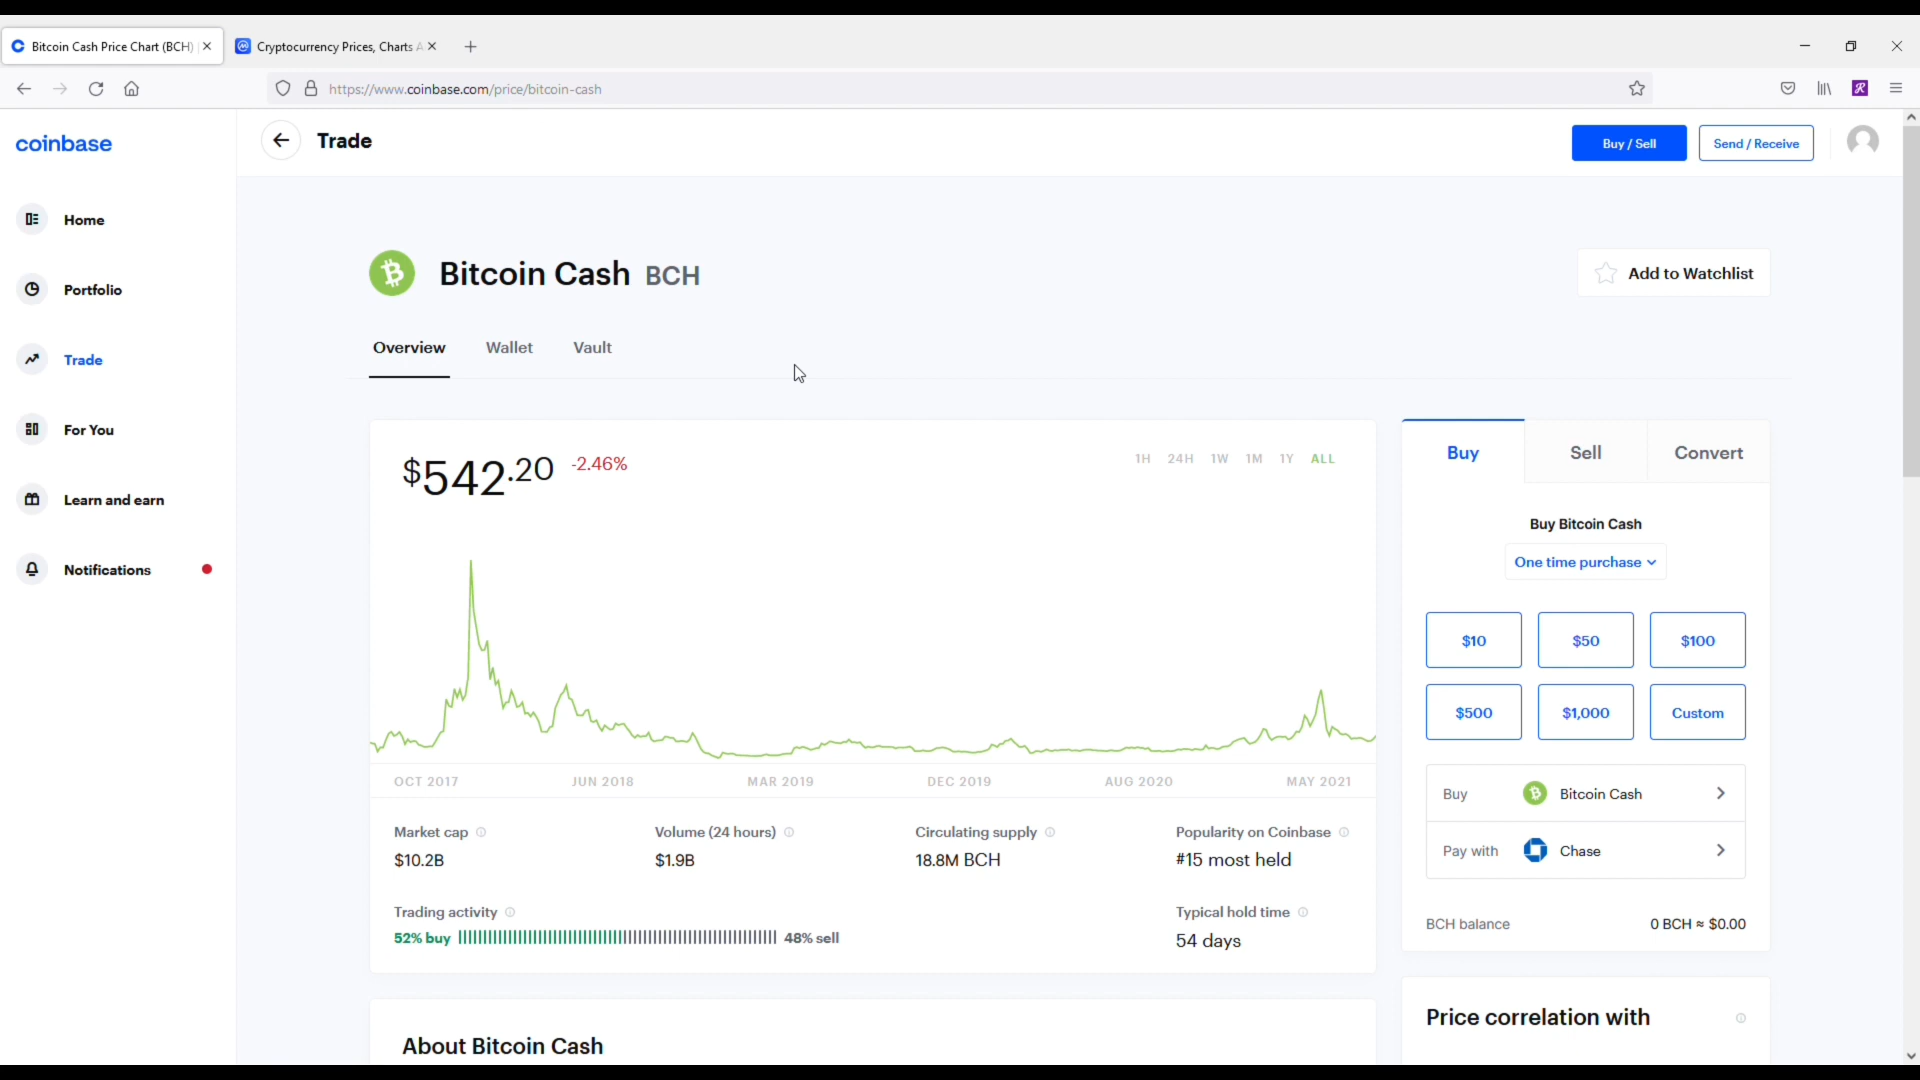 Bitcoin Cash Price Chart (BCH)
Cryptocurrency Prices, Charts A
https://www.coinbase.com/price/bitcoin-cash
coinbase
Trade
Buy / Sell
Send / Receive
Home
Portfolio
Trade
For You
Learn and earn
Notifications
Bitcoin Cash BCH
Add to Watchlist
Overview Wallet Vault
$542.20 -2.46%
1H 24H 1W 1M 1Y ALL
OCT 2017 JUN 2018 MAR 2019 DEC 2019 AUG 2020 MAY 2021
Market cap Volume (24 hours) Circulating supply Popularity on Coinbase
$10.2B $1.9B 18.8M BCH #15 most held
Trading activity Typical hold time
52% buy 48% sell 54 days
About Bitcoin Cash
Buy Sell Convert
Buy Bitcoin Cash
One time purchase
$10 $50 $100
$500 $1,000 Custom
Buy Bitcoin Cash
Pay with Chase
BCH balance 0 BCH ≈ $0.00
Price correlation with